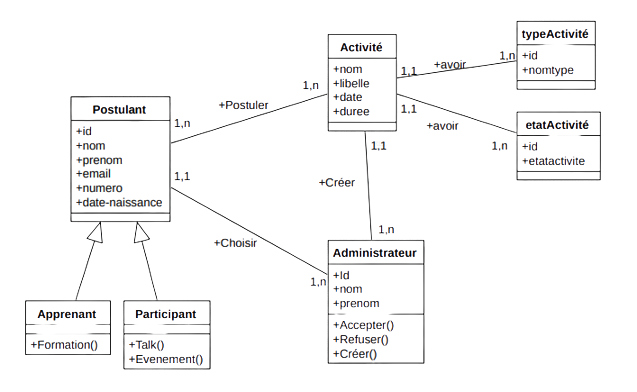 typeActivité
+id
+nomtype
Activité
+nom
+libelle
+date
+duree
1,1
+avoir
1,n
1,n
+Postuler
1,n
1,1
+avoir
1,n
etatActivité
+id
+etatactivite
Postulant
+id
+nom
+prenom
+email
+numero
+date-naissance
1,1
1,1
+Créer
1,n
+Choisir
1,n
Administrateur
+Id
+nom
+prenom
+Accepter()
+Refuser()
+Créer()
Apprenant
+Formation()
Participant
+Talk()
+Evenement()